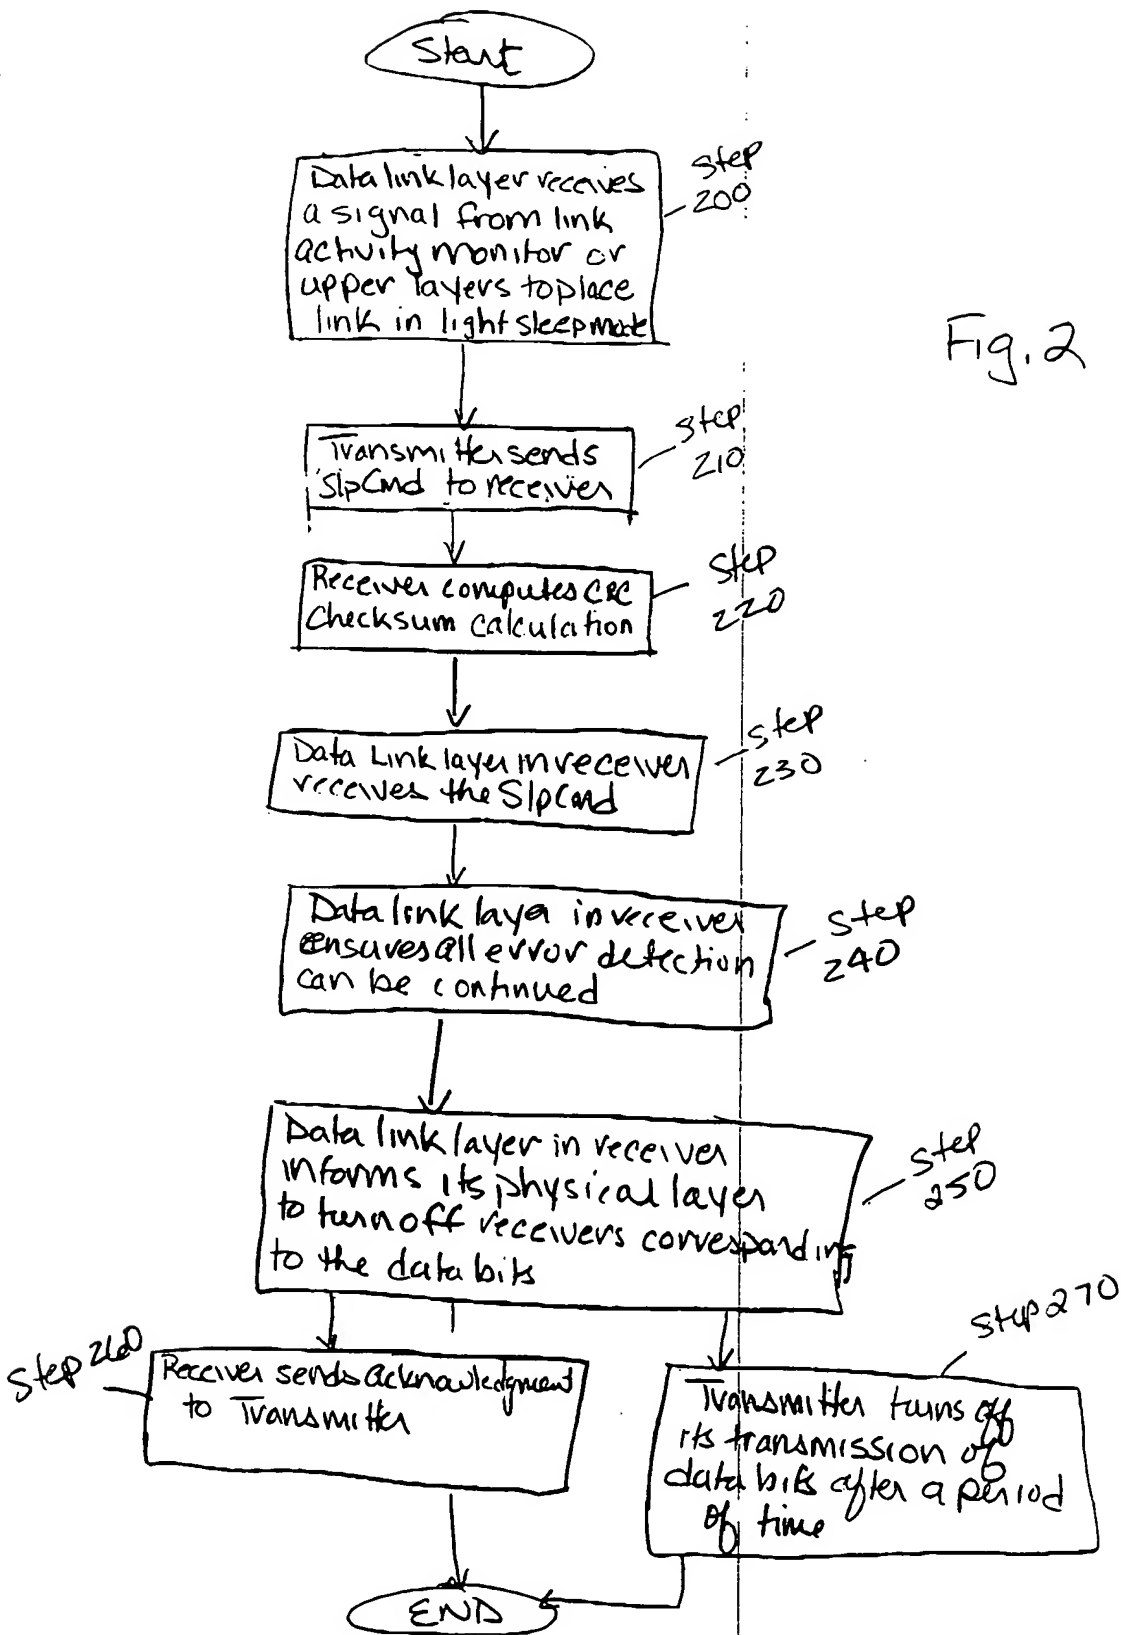 Start
Data link layer receives
a signal from link
activity monitor or
upper layers to place
link in light sleep mode
Step
200
Fig. 2
Transmitter sends
SlpCmd to receiver
Step
210
Receiver computes CRC
Checksum calculation
Step
220
Data Link layer in receiver
receives the SlpCmd
Step
230
Data link layer in receiver
ensures all error detection
can be continued
Step
240
Data link layer in receiver
informs its physical layer
to turn off receivers corresponding
to the data bits
Step
250
Step 260
Receiver sends acknowledgment
to Transmitter
Step 270
Transmitter turns off
its transmission of
data bits after a period
of time
END